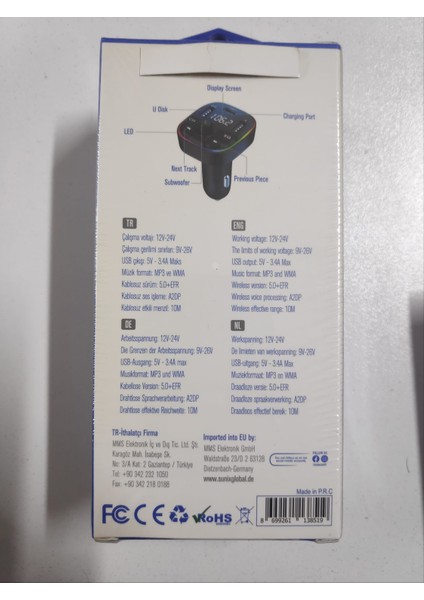 Display Screen
U Disk
Charging Port
106.2
LED
Next Track
Previous Piece
Subwoofer
TR
Çalışma voltajı: 12V-24V
Çalışma gerilimi sınırları: 9V-26V
USB çıkışı: 5V - 3.4A Maks
Müzik format: MP3 ve WMA
Kablosuz sürüm: 5.0+EFR
Kablosuz ses işleme: A2DP
Kablosuz etkili menzil: 10M
ENG
Working voltage: 12V-24V
The limits of working voltage: 9V-26V
USB output: 5V - 3.4A Max
Music format: MP3 and WMA
Wireless version: 5.0+EFR
Wireless voice processing: A2DP
Wireless effective range: 10M
DE
Arbeitsspannung: 12V-24V
Die Grenzen der Arbeitsspannung: 9V-26V
USB-Ausgang: 5V - 3.4A max
Musikformat: MP3 und WMA
Kabellose Version: 5.0+EFR
Drahtlose Sprachverarbeitung: A2DP
Drahtlose effektive Reichweite: 10M
NL
Werkspanning: 12V-24V
De limieten van werkspanning: 9V-26V
USB-uitgang: 5V - 3.4A Max
Muziekformaat: MP3 en WMA
Draadloze versie: 5.0+EFR
Draadloze spraakverwerking: A2DP
Draadloos effectief bereik: 10M
TR-İthalatçı Firma
MMS Elektronik İç ve Dış Tic. Ltd. Şti.
Karagöz Mah. İsabege Sk.
No: 3/A Kat: 2 Gaziantep / Türkiye
Tel: +90 342 232 1050
+90 342 218 0188
Imported into EU by:
MMS Elektronik GmbH
Waldstraße 23/D 2 63128
Dietzenbach-Germany
www.sunixglobal.de
Made in P.R.C
FC CE RoHS
8 699261 138519